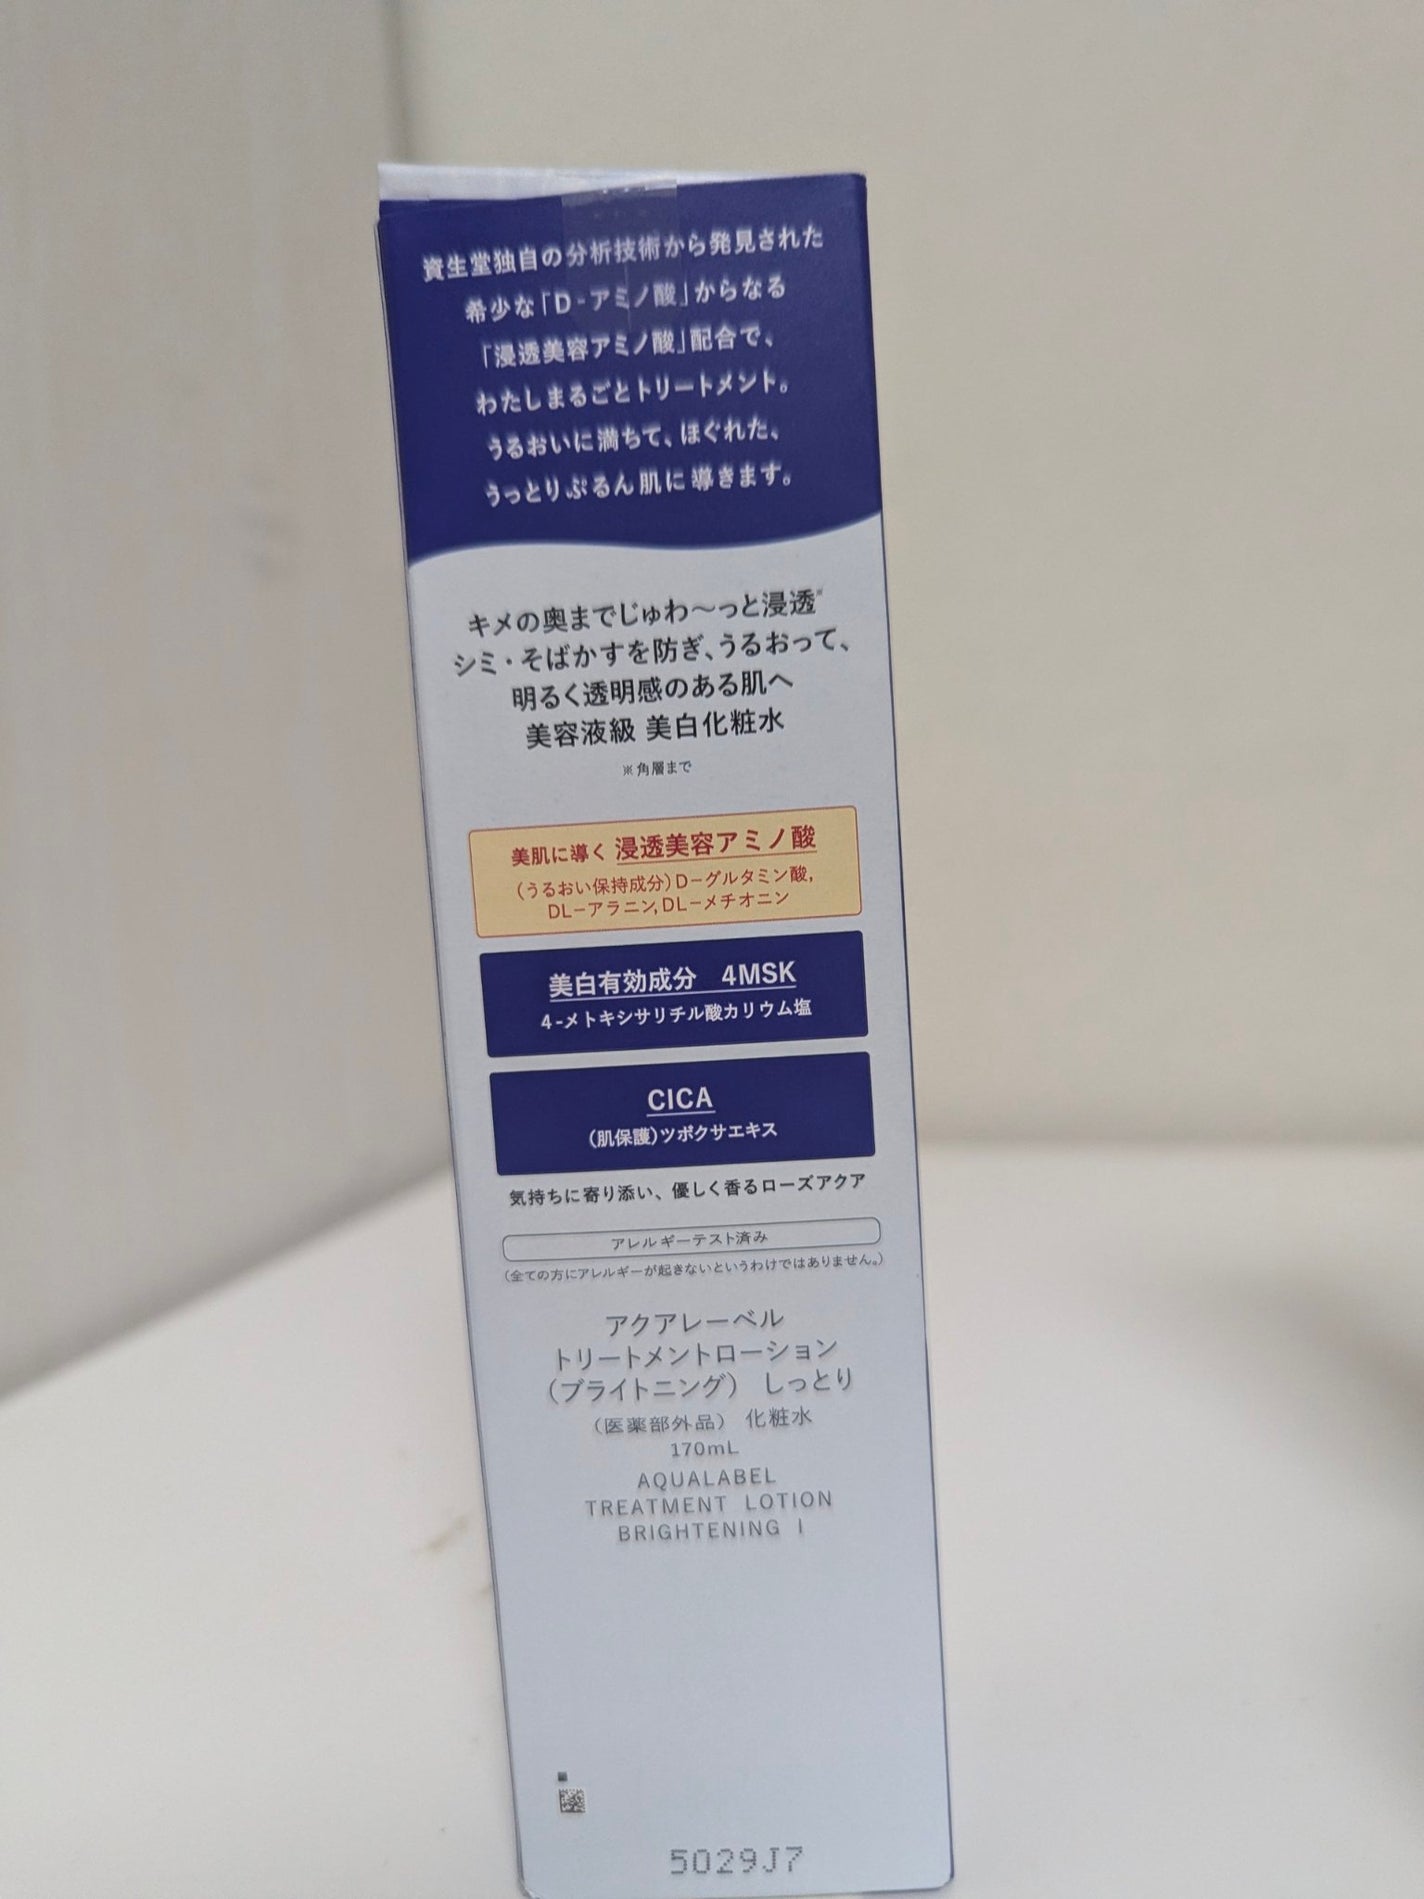 資生堂独自の分析技術から発見された
希少な「D-アミノ酸」からなる
「浸透美容アミノ酸」配合で、
わたしまるごとトリートメント。
うるおいに満ちて、ほぐれた、
うっとりぷるん肌に導きます。
キメの奥までじゅわ～っと浸透※
シミ・そばかすを防ぎ、うるおって、
明るく透明感のある肌へ
美容液級 美白化粧水
※角層まで
美肌に導く 浸透美容アミノ酸
（うるおい保持成分）D－グルタミン酸,
DL－アラニン, DL－メチオニン
美白有効成分 4MSK
4-メトキシサリチル酸カリウム塩
CICA
（肌保護）ツボクサエキス
気持ちに寄り添い、優しく香るローズアクア
アレルギーテスト済み
（全ての方にアレルギーが起きないというわけではありません。）
アクアレーベル
トリートメントローション
（ブライトニング） しっとり
（医薬部外品） 化粧水
170mL
AQUALABEL
TREATMENT LOTION
BRIGHTENING I
5029J7